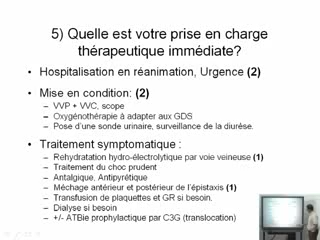 5) Quelle est votre prise en charge
thérapeutique immédiate?
• Hospitalisation en réanimation, Urgence (2)
• Mise en condition: (2)
– VVP + VVC, scope
– Oxygénothérapie à adapter aux GDS
– Pose d'une sonde urinaire, surveillance de la diurèse.
• Traitement symptomatique :
– Rehydratation hydro-électrolytique par voie veineuse (1)
– Traitement du choc prudent
– Antalgique, Antipyrétique
– Méchage antérieur et postérieur de l'épistaxis (1)
– Transfusion de plaquettes et GR si besoin.
– Dialyse si besoin
– +/- ATBie prophylactique par C3G (translocation)